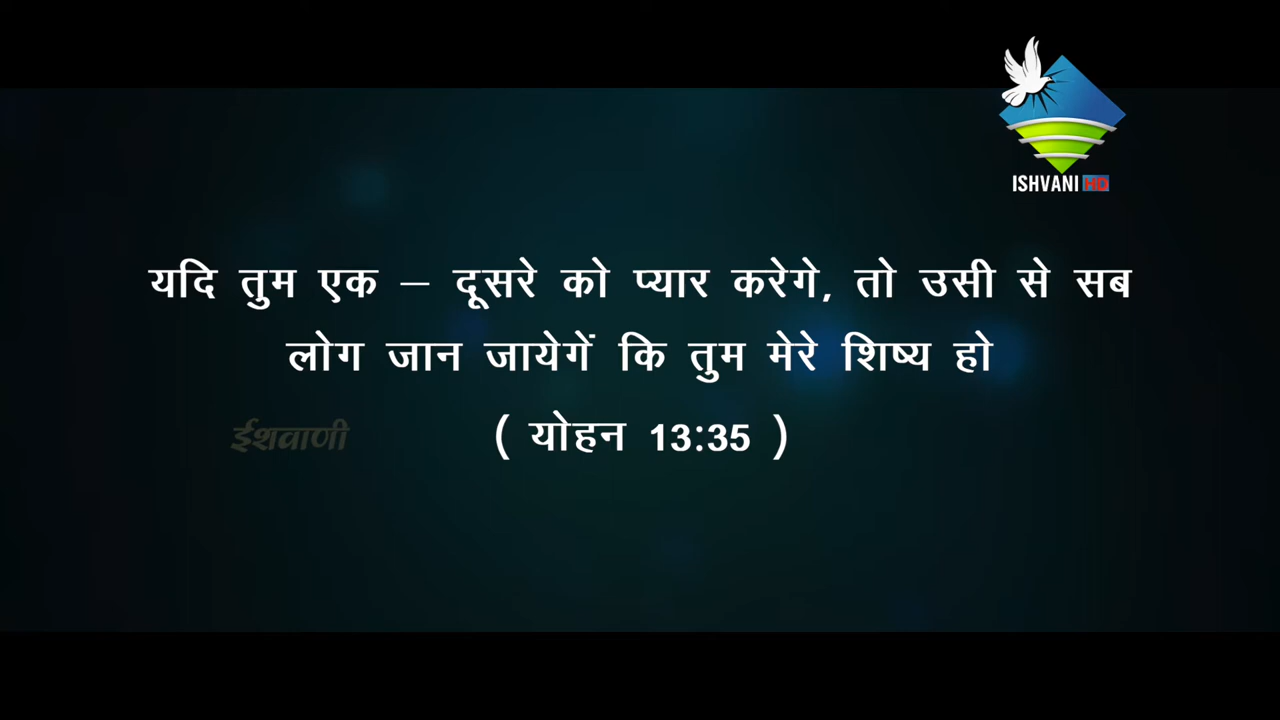 ISHVANI HD
यदि तुम एक – दूसरे को प्यार करेगे, तो उसी से सब
लोग जान जायेगें कि तुम मेरे शिष्य हो
( योहन 13:35 )
ईशवाणी